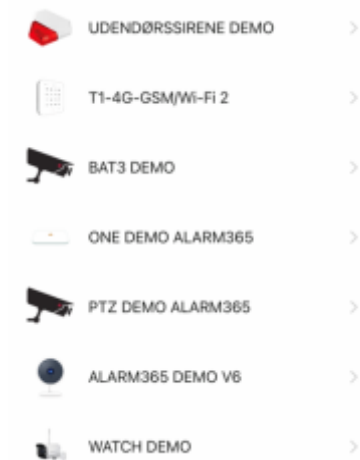 UDENDØRSSIRENE DEMO
T1-4G-GSM/Wi-Fi 2
BAT3 DEMO
ONE DEMO ALARM365
PTZ DEMO ALARM365
ALARM365 DEMO V6
WATCH DEMO